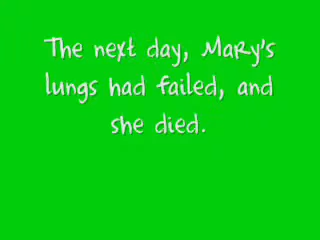 The next day, Mary's
lungs had failed, and
she died.